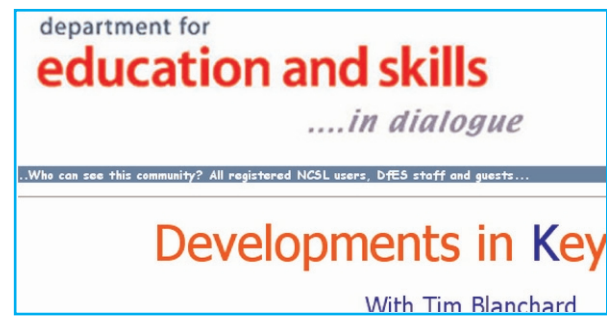 department for
education and skills
....in dialogue
..Who can see this community? All registered NCSL users, DfES staff and guests...
Developments in Key
With Tim Blanchard